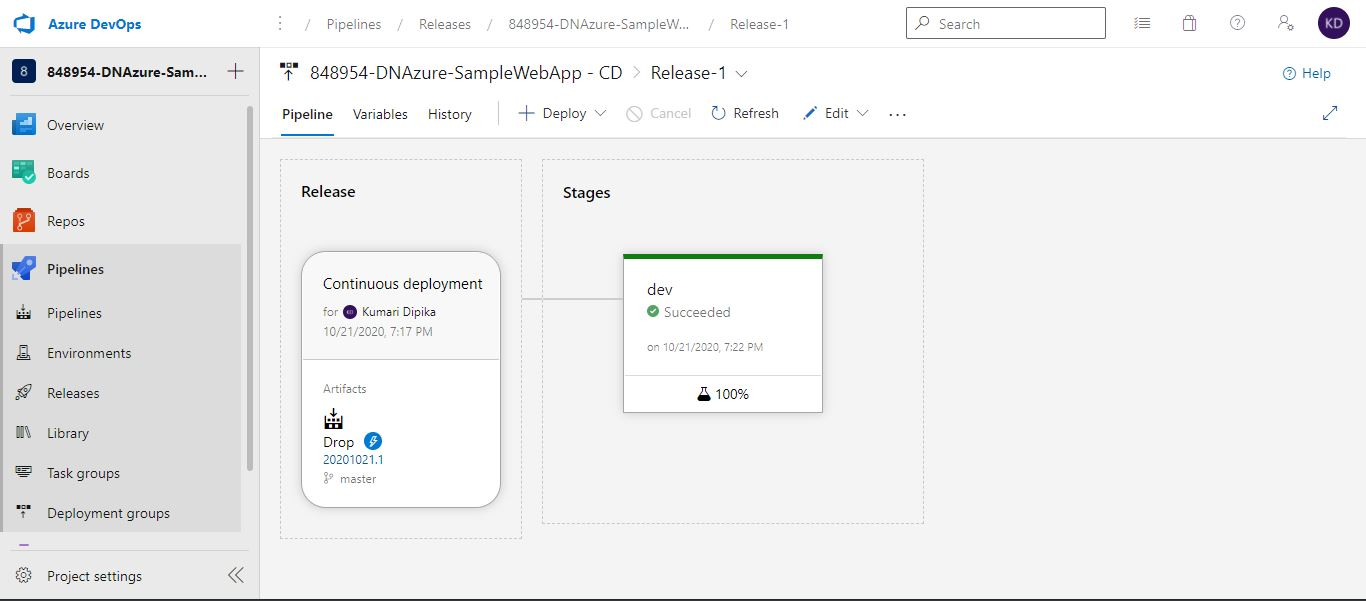 Azure DevOps
⋮ / Pipelines / Releases / 848954-DNAzure-SampleW... / Release-1
Search
KD
8 848954-DNAzure-Sam...
Overview
Boards
Repos
Pipelines
Pipelines
Environments
Releases
Library
Task groups
Deployment groups
Project settings
848954-DNAzure-SampleWebApp - CD > Release-1
Help
Pipeline Variables History Deploy Cancel Refresh Edit ...
Release
Continuous deployment
for KD Kumari Dipika
10/21/2020, 7:17 PM
Artifacts
Drop
20201021.1
master
Stages
dev
Succeeded
on 10/21/2020, 7:22 PM
100%